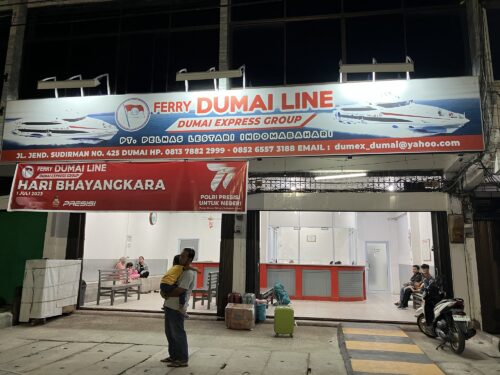 FERRY DUMAI LINE
DUMAI EXPRESS GROUP
PT. PELNAS LESTARI INDOMABAHARI
JL. JEND. SUDIRMAN NO. 425 DUMAI HP. 0813 7882 2999 - 0852 6557 3188 EMAIL : dumex_dumai@yahoo.com
FERRY DUMAI LINE
DUMAI EXPRESS GROUP
HARI BHAYANGKARA
1 JULI 2023
PRESISI
77
POLRI PRESISI
UNTUK NEGERI